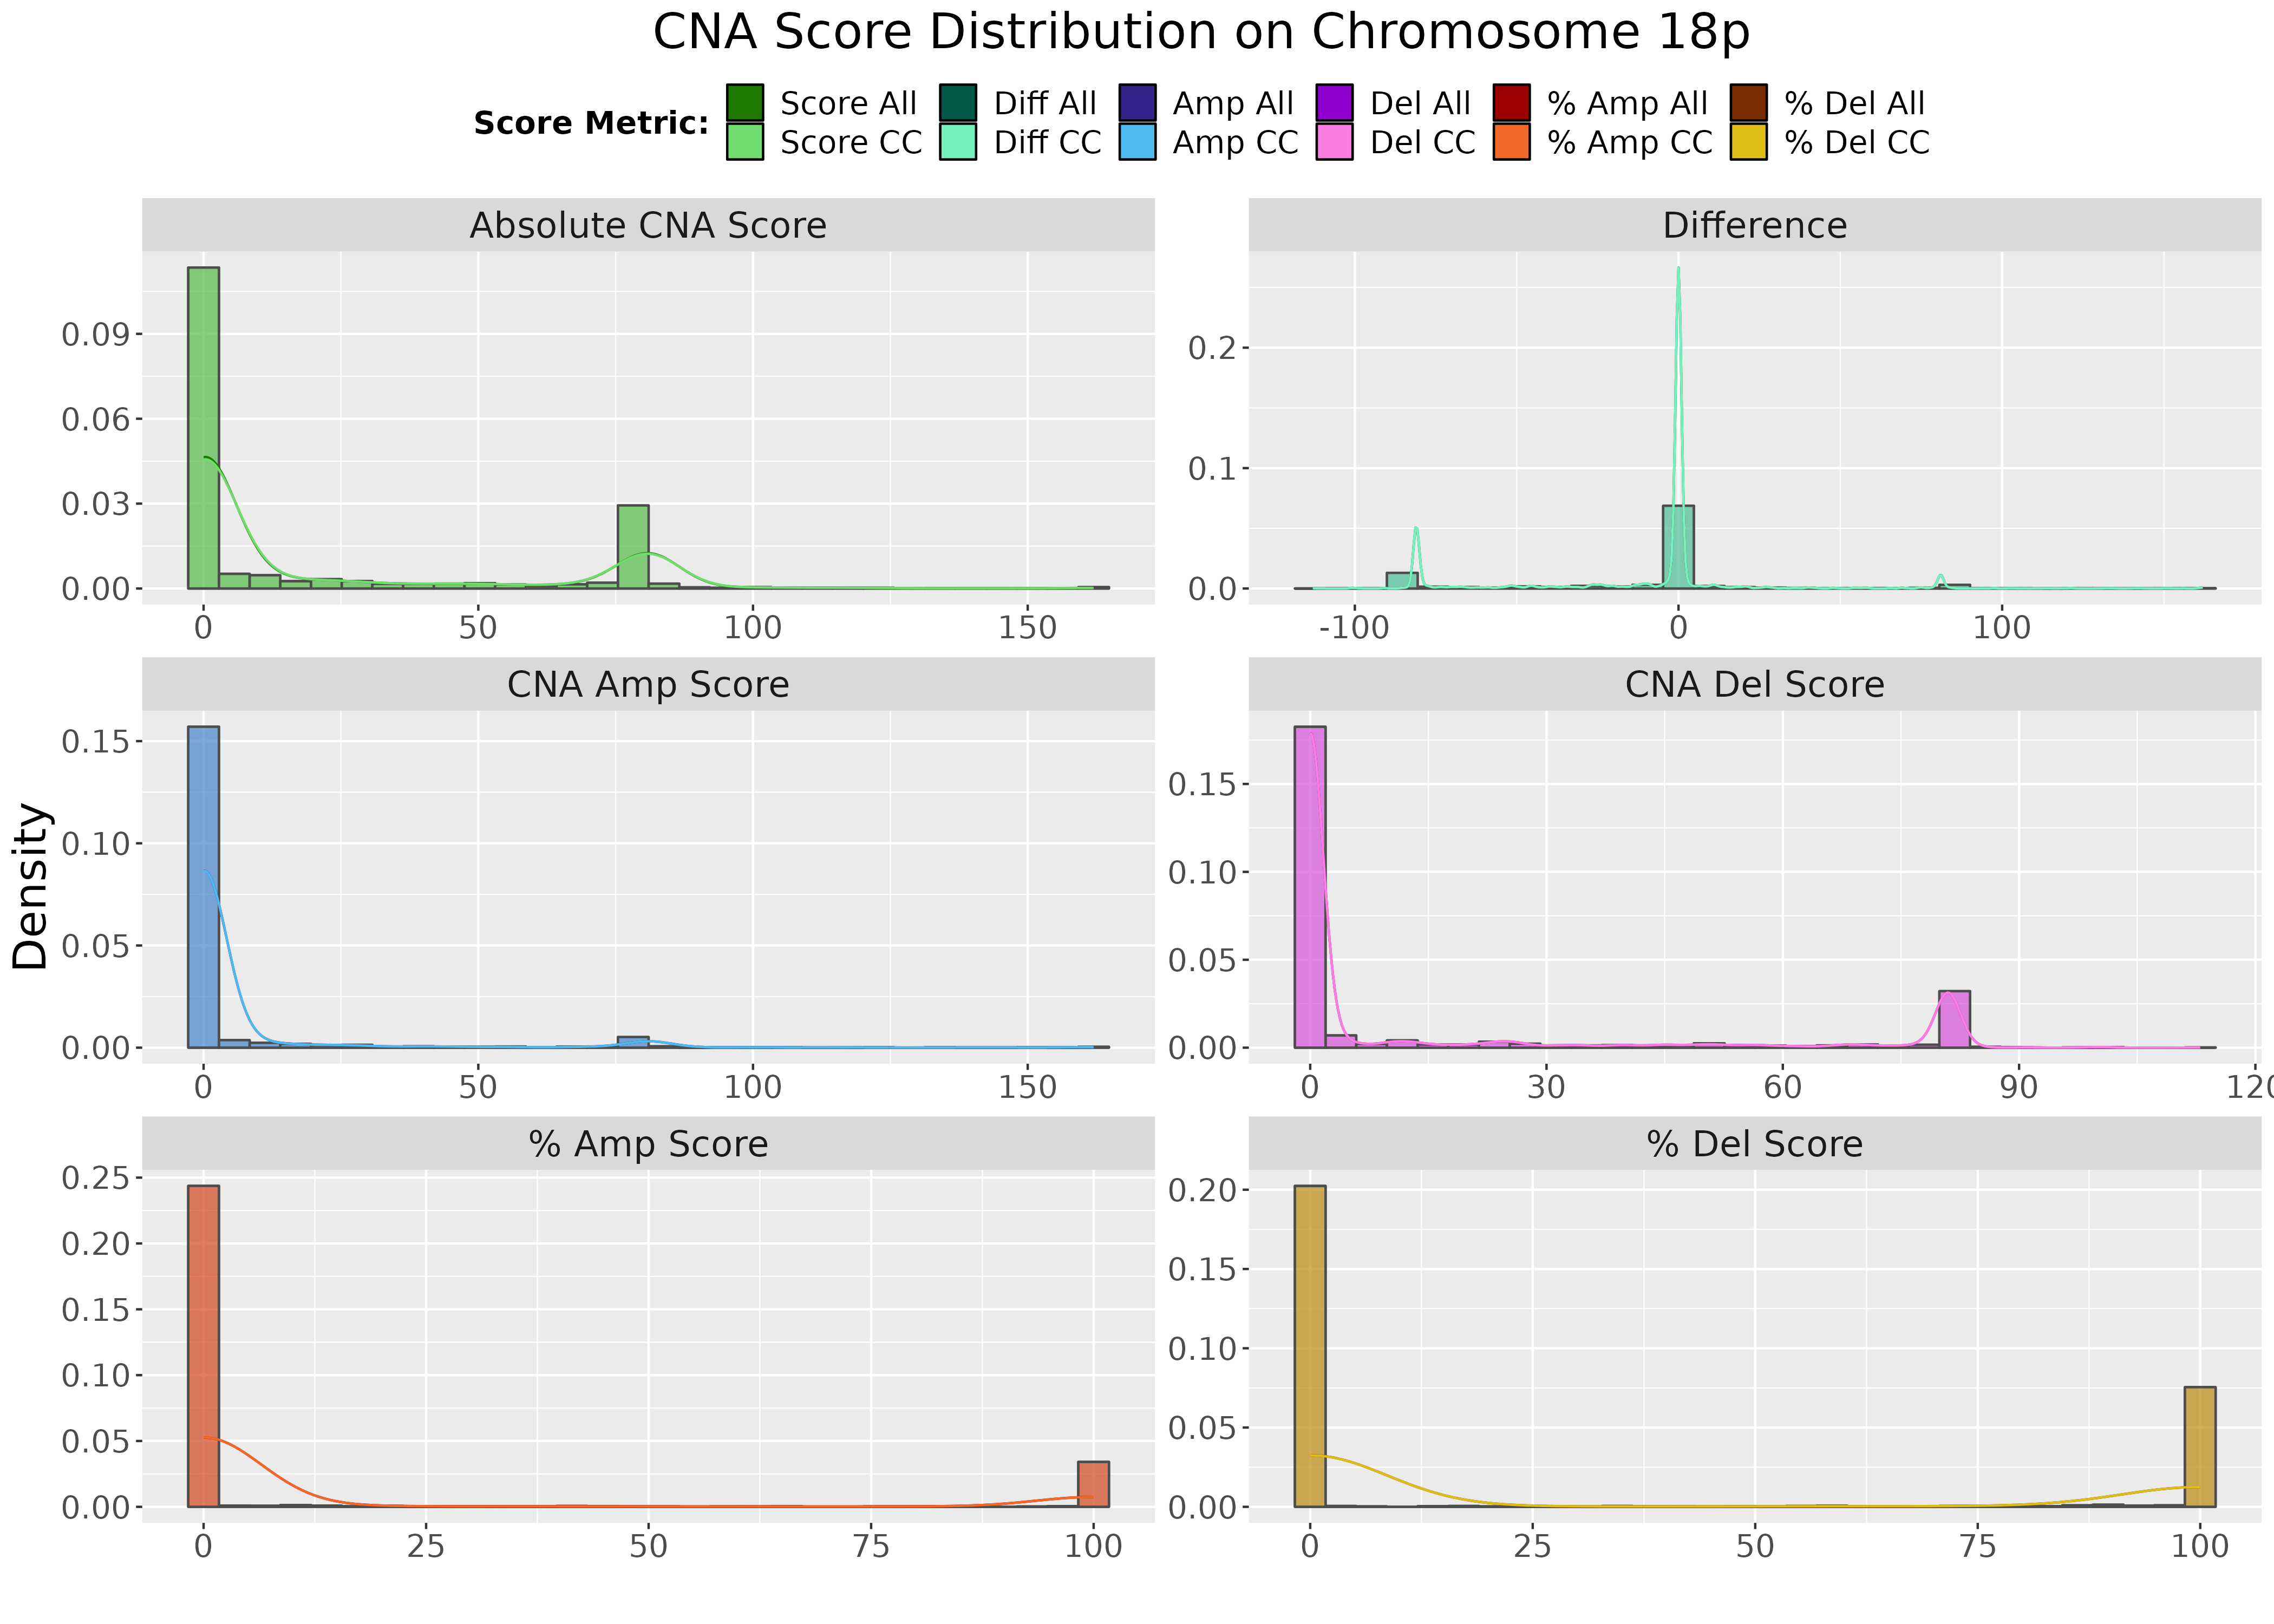 CNA Score Distribution on Chromosome 18p
Score Metric:
Score All Diff All Amp All Del All % Amp All % Del All
Score CC Diff CC Amp CC Del CC % Amp CC % Del CC
Absolute CNA Score
0.09
0.06
0.03
0.00
0 50 100 150
Difference
0.2
0.1
0.0
-100 0 100
Density
CNA Amp Score
0.15
0.10
0.05
0.00
0 50 100 150
CNA Del Score
0.15
0.10
0.05
0.00
0 30 60 90 120
% Amp Score
0.25
0.20
0.15
0.10
0.05
0.00
0 25 50 75 100
% Del Score
0.20
0.15
0.10
0.05
0.00
0 25 50 75 100